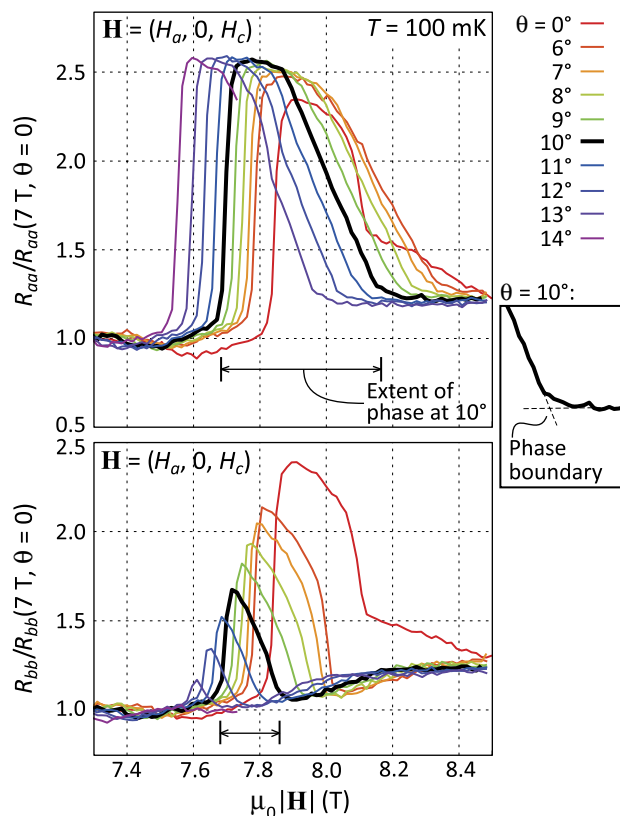 H = (Ha, 0, Hc)
T = 100 mK
θ = 0°
6°
7°
8°
9°
10°
11°
12°
13°
14°
2.5
2.0
1.5
1.0
0.5
Raa/Raa(7 T, θ = 0)
Extent of
phase at 10°
θ = 10°:
Phase
boundary
H = (Ha, 0, Hc)
2.5
2.0
1.5
1.0
Rbb/Rbb(7 T, θ = 0)
7.4
7.6
7.8
8.0
8.2
8.4
μ0|H| (T)